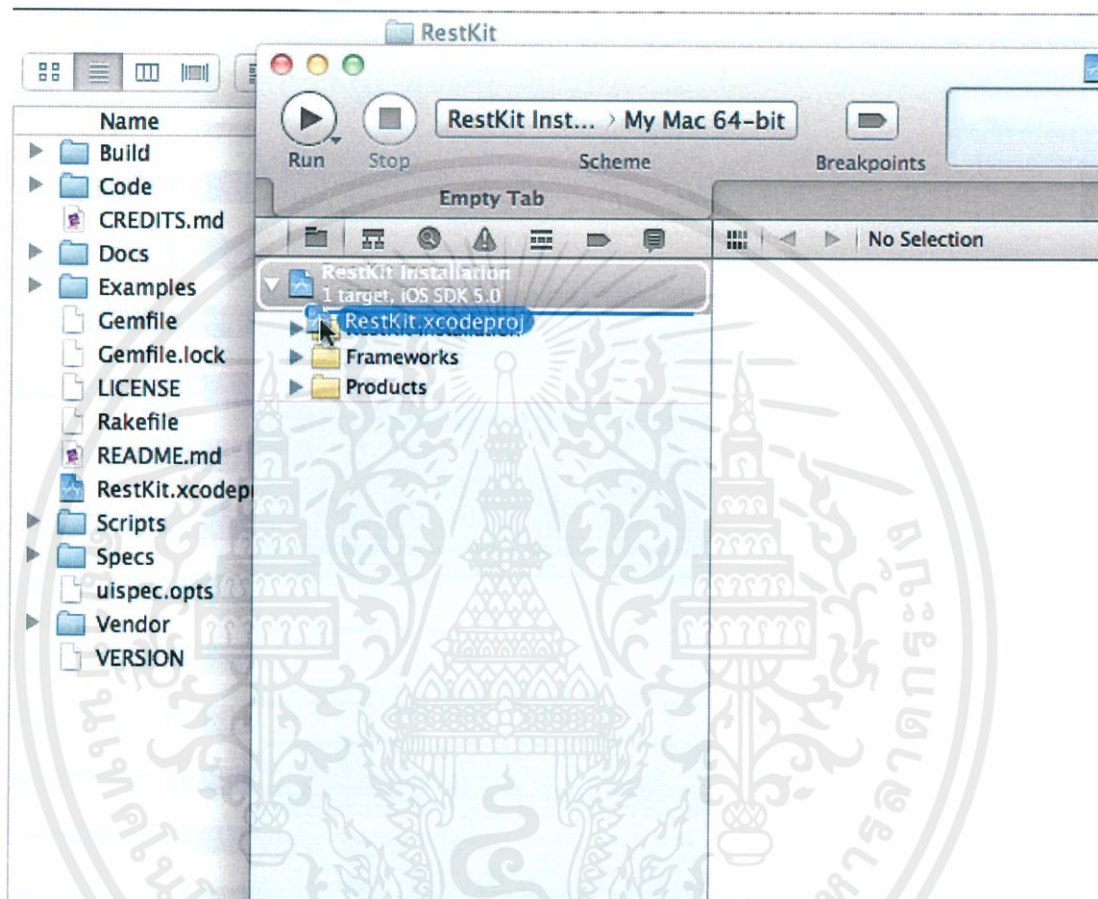 RestKit
Name
Build
Code
CREDITS.md
Docs
Examples
Gemfile
Gemfile.lock
LICENSE
Rakefile
README.md
RestKit.xcodep
Scripts
Specs
uispec.opts
Vendor
VERSION
RestKit Inst... › My Mac 64-bit
Run
Stop
Scheme
Breakpoints
Empty Tab
No Selection
RestKit Installation
1 target, iOS SDK 5.0
RestKit.xcodeproj
Frameworks
Products